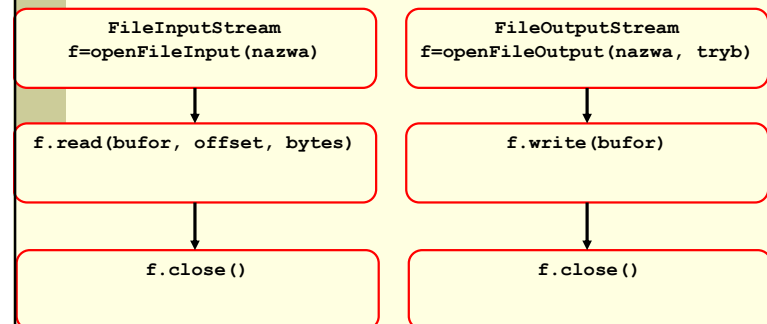 FileInputStream
f=openFileInput(nazwa)
f.read(bufor, offset, bytes)
f.close()
FileOutputStream
f=openFileOutput(nazwa, tryb)
f.write(bufor)
f.close()